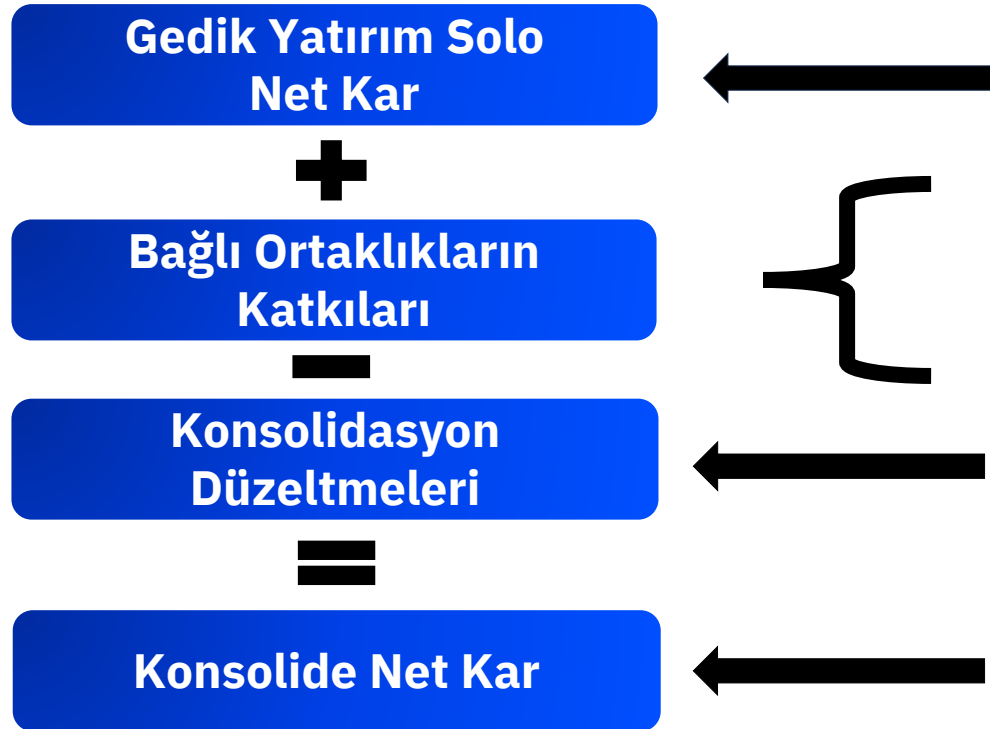 Gedik Yatırım Solo
Net Kar
Bağlı Ortaklıkların
Katkıları
Konsolidasyon
Düzeltmeleri
Konsolide Net Kar